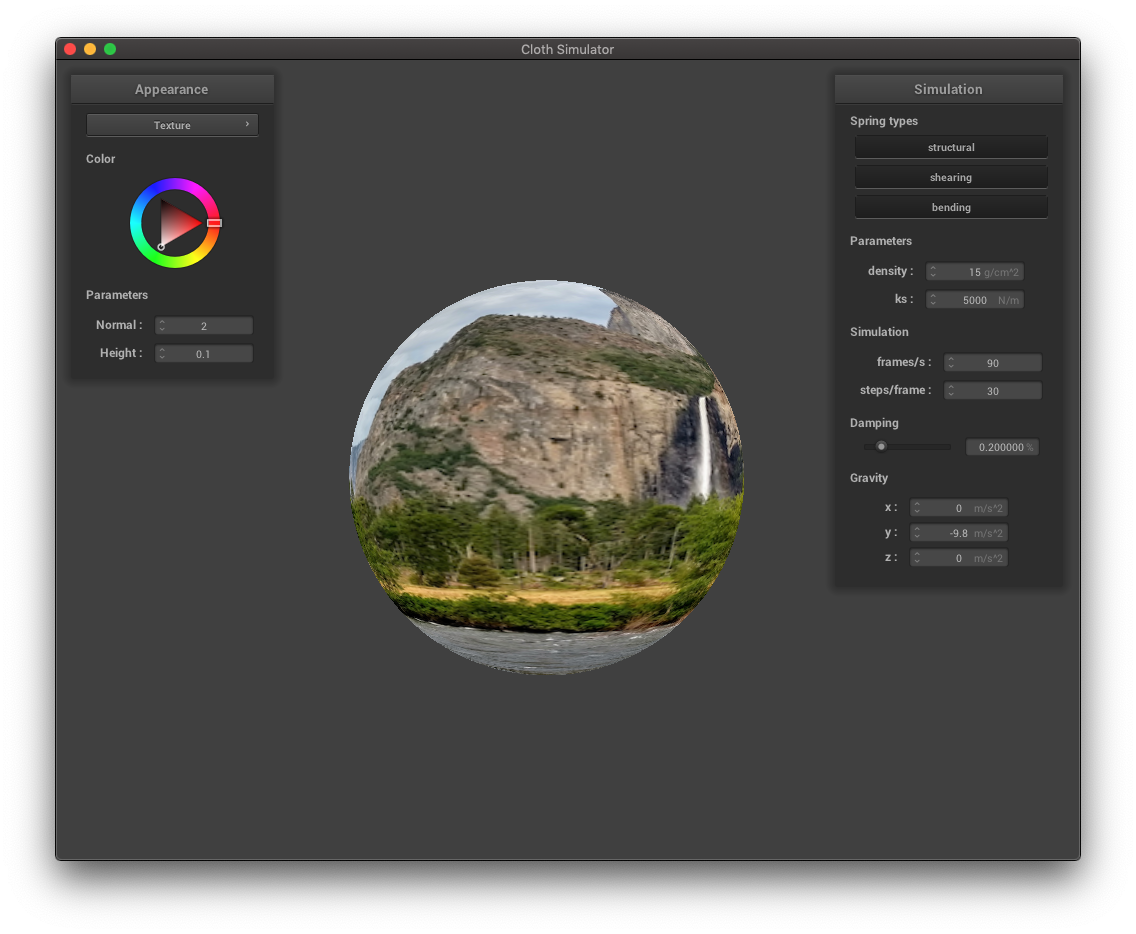 Cloth Simulator
Appearance
Texture ›
Color
Parameters
Normal : 2
Height : 0.1
Simulation
Spring types
structural
shearing
bending
Parameters
density : 15 g/cm^2
ks : 5000 N/m
Simulation
frames/s : 90
steps/frame : 30
Damping
0.200000 %
Gravity
x : 0 m/s^2
y : -9.8 m/s^2
z : 0 m/s^2